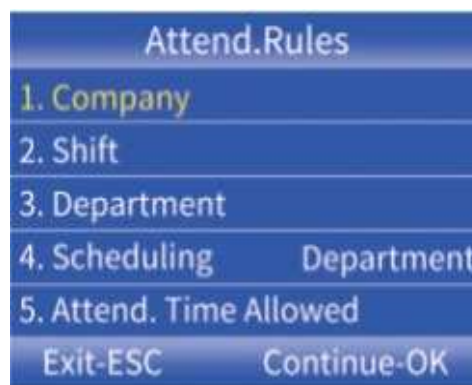 Attend.Rules
1. Company
2. Shift
3. Department
4. Scheduling Department
5. Attend. Time Allowed
Exit-ESC Continue-OK